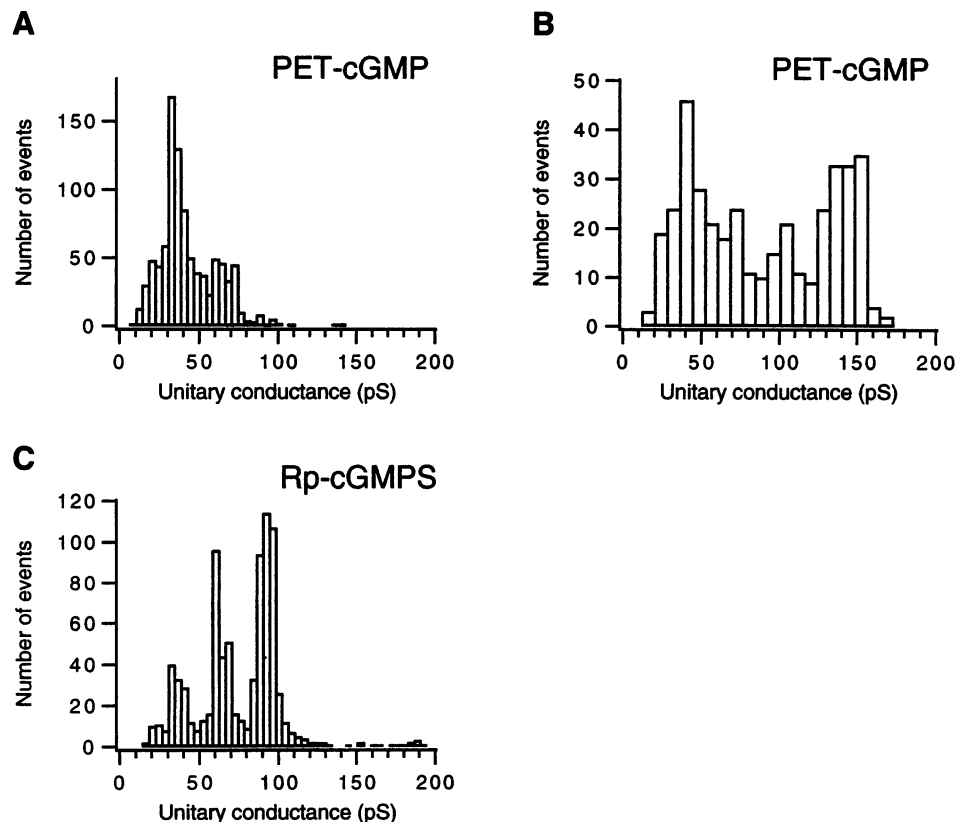 A
PET-cGMP
Number of events
150
100
50
0
0 50 100 150 200
Unitary conductance (pS)
B
PET-cGMP
Number of events
50
40
30
20
10
0
0 50 100 150 200
Unitary conductance (pS)
C
Rp-cGMPS
Number of events
120
100
80
60
40
20
0
0 50 100 150 200
Unitary conductance (pS)